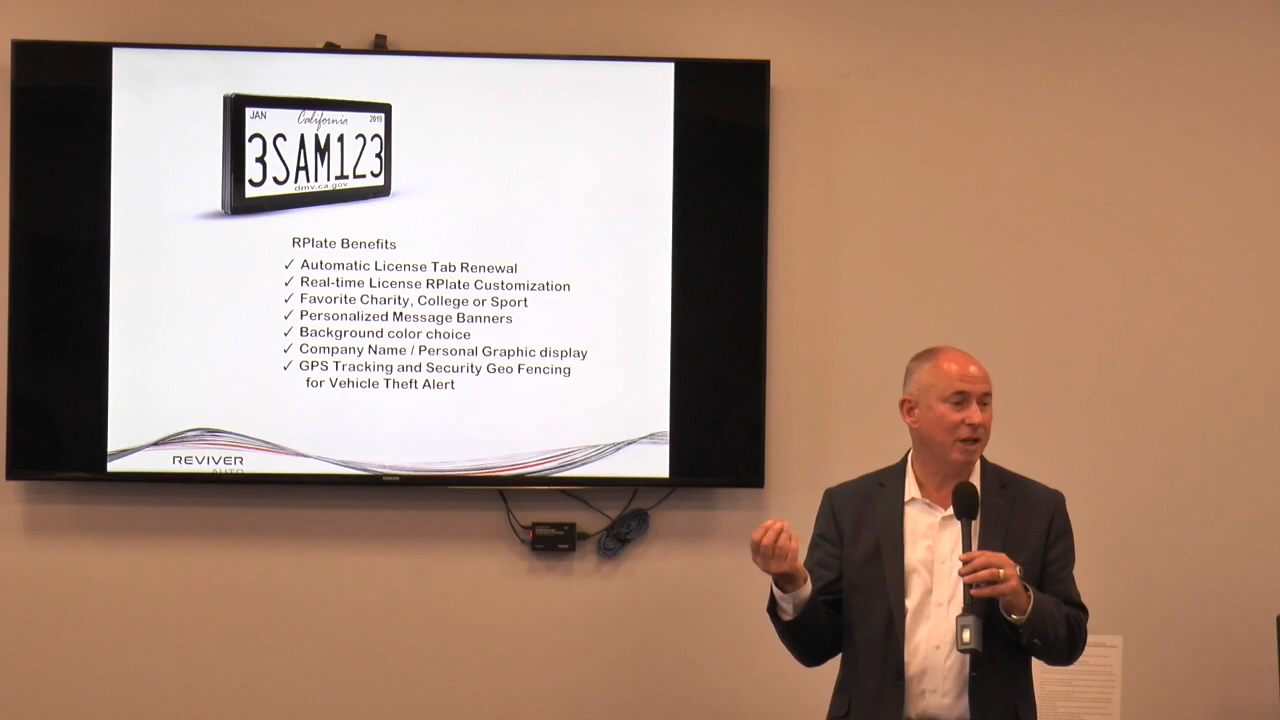 JAN California 2019
3SAM123
dmv.ca.gov
RPlate Benefits
✓ Automatic License Tab Renewal
✓ Real-time License RPlate Customization
✓ Favorite Charity, College or Sport
✓ Personalized Message Banners
✓ Background color choice
✓ Company Name / Personal Graphic display
✓ GPS Tracking and Security Geo Fencing
for Vehicle Theft Alert
REVIVER
AUTO